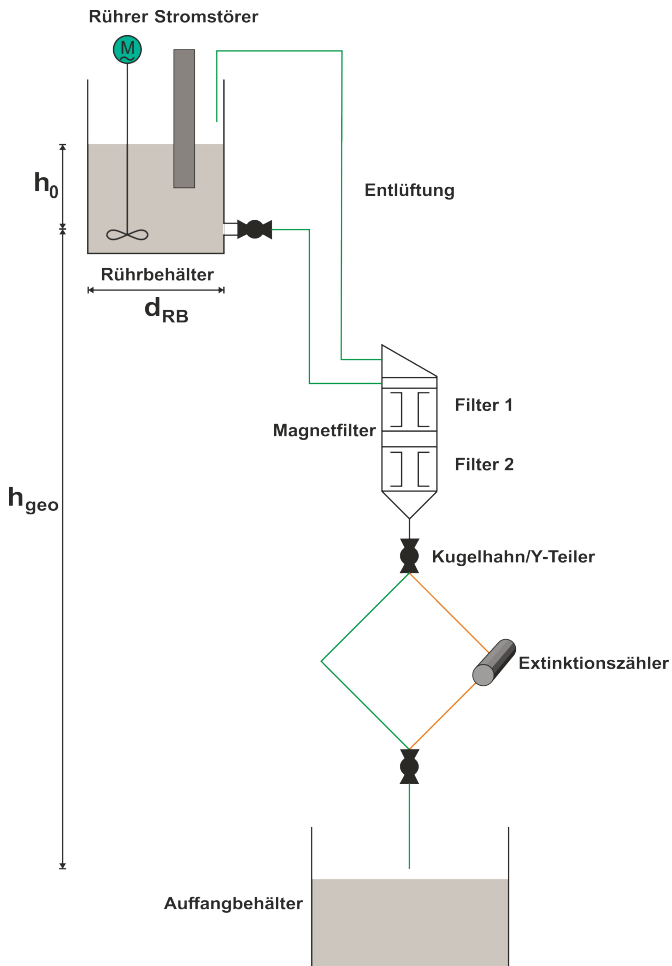 Rührer Stromstörer
M
h0
Entlüftung
Rührbehälter
dRB
Filter 1
Magnetfilter
Filter 2
hgeo
Kugelhahn/Y-Teiler
Extinktionszähler
Auffangbehälter